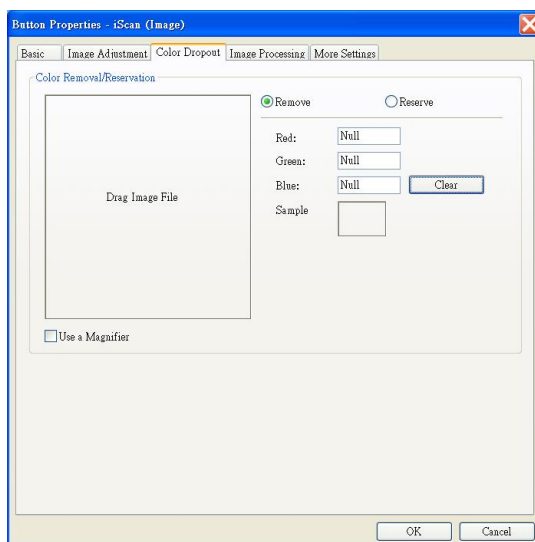 Button Properties - iScan (Image)
Basic Image Adjustment Color Dropout Image Processing More Settings
Color Removal/Reservation
Remove Reserve
Red: Null
Green: Null
Blue: Null Clear
Drag Image File
Sample
Use a Magnifier
OK Cancel